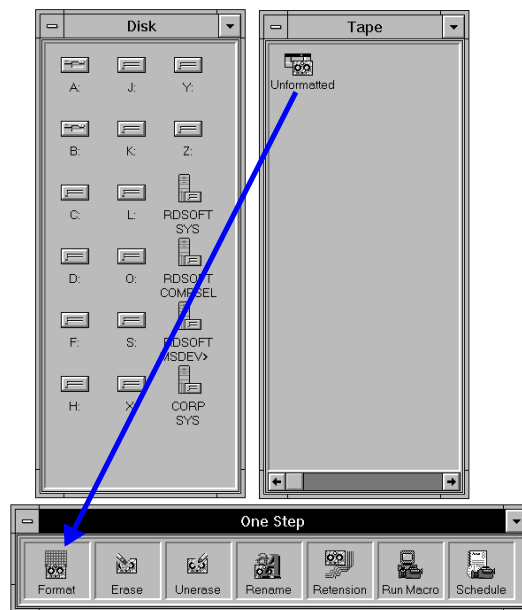 Disk
A: J: Y:
B: K: Z:
C: L: RDSOFT
SYS
D: O: RDSOFT
COMPSEL
F: S: RDSOFT
MSDEV>
H: X: CORP
SYS
Tape
Unformatted
One Step
Format Erase Unerase Rename Retension Run Macro Schedule